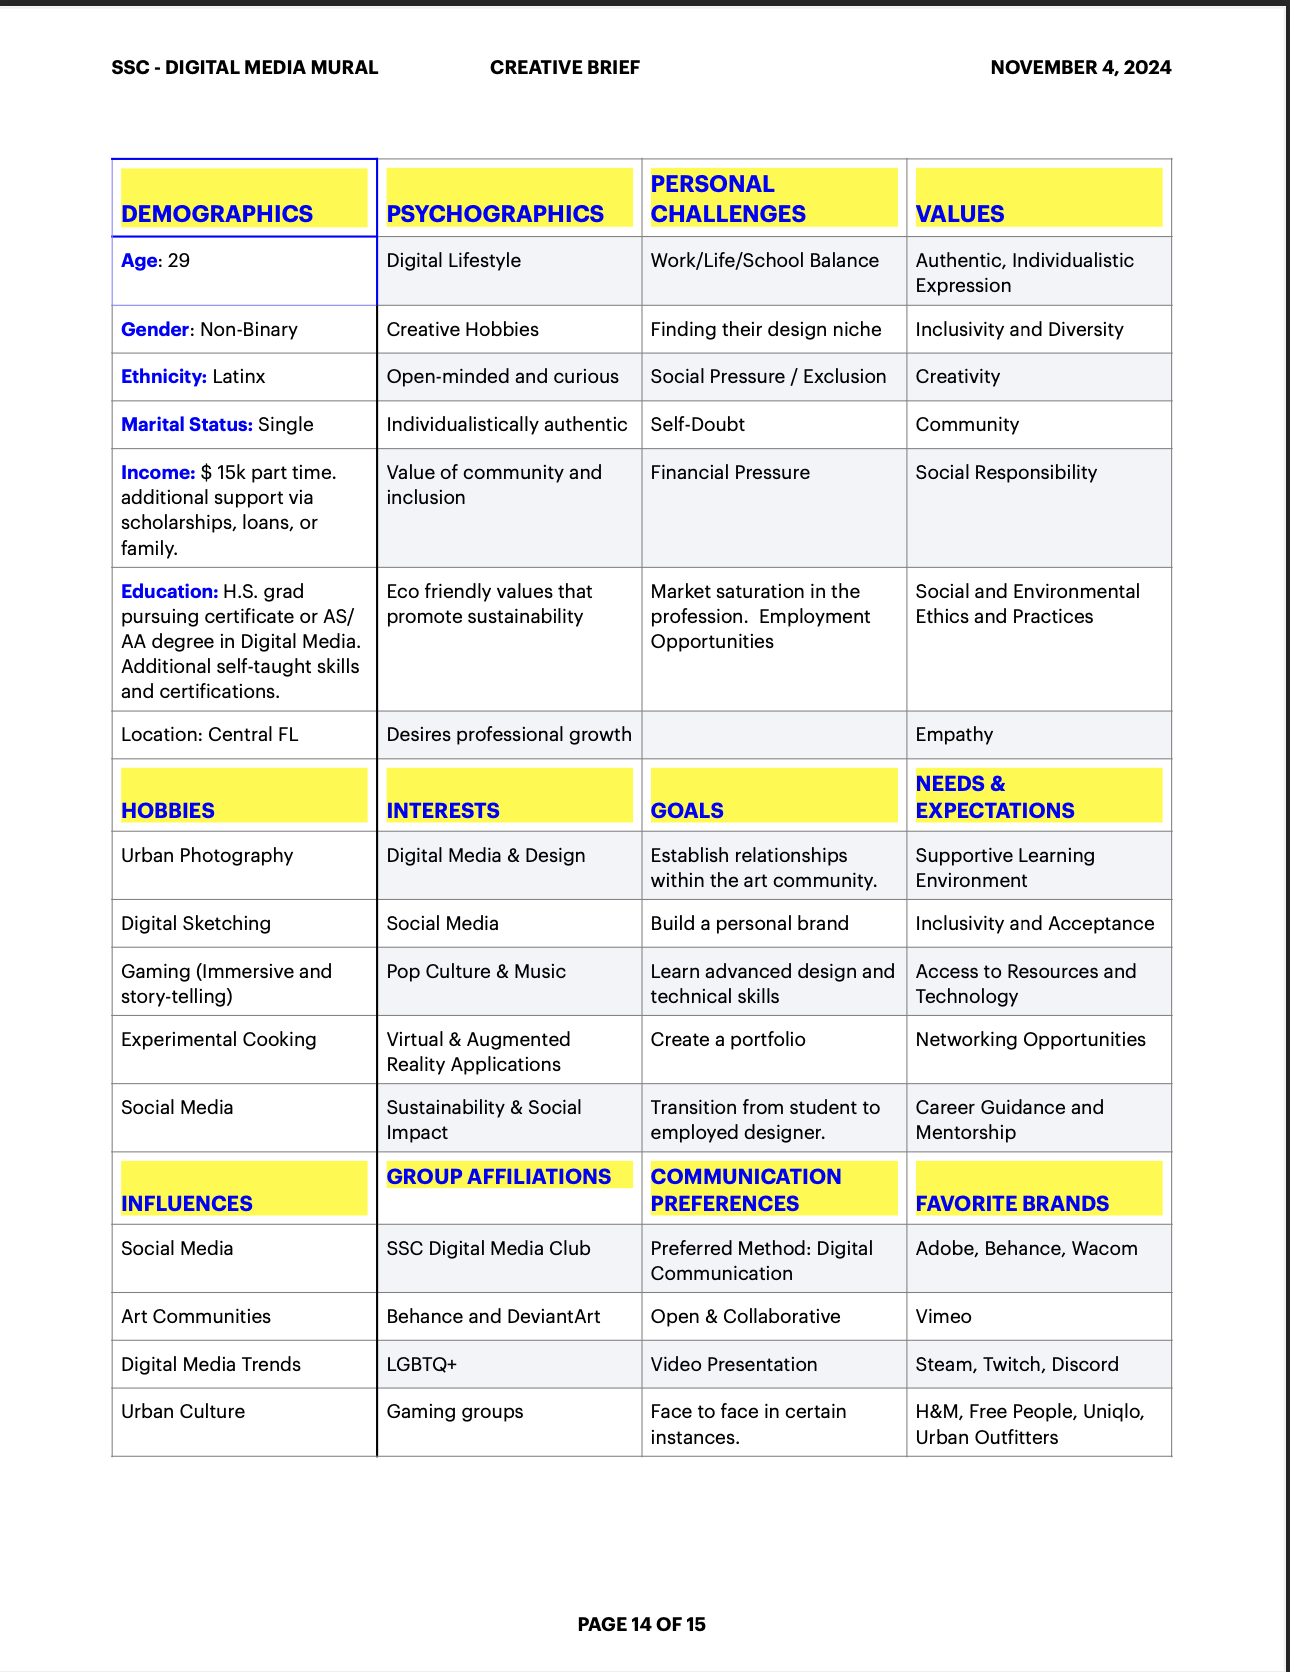 SSC - DIGITAL MEDIA MURAL CREATIVE BRIEF NOVEMBER 4, 2024
DEMOGRAPHICS
PSYCHOGRAPHICS
PERSONAL
CHALLENGES
VALUES
Age: 29
Digital Lifestyle
Work/Life/School Balance
Authentic, Individualistic
Expression
Gender: Non-Binary
Creative Hobbies
Finding their design niche
Inclusivity and Diversity
Ethnicity: Latinx
Open-minded and curious
Social Pressure / Exclusion
Creativity
Marital Status: Single
Individualistically authentic
Self-Doubt
Community
Income: $ 15k part time.
additional support via
scholarships, loans, or
family.
Value of community and
inclusion
Financial Pressure
Social Responsibility
Education: H.S. grad
pursuing certificate or AS/
AA degree in Digital Media.
Additional self-taught skills
and certifications.
Eco friendly values that
promote sustainability
Market saturation in the
profession.  Employment
Opportunities
Social and Environmental
Ethics and Practices
Location: Central FL
Desires professional growth
Empathy
HOBBIES
INTERESTS
GOALS
NEEDS &
EXPECTATIONS
Urban Photography
Digital Media & Design
Establish relationships
within the art community.
Supportive Learning
Environment
Digital Sketching
Social Media
Build a personal brand
Inclusivity and Acceptance
Gaming (Immersive and
story-telling)
Pop Culture & Music
Learn advanced design and
technical skills
Access to Resources and
Technology
Experimental Cooking
Virtual & Augmented
Reality Applications
Create a portfolio
Networking Opportunities
Social Media
Sustainability & Social
Impact
Transition from student to
employed designer.
Career Guidance and
Mentorship
INFLUENCES
GROUP AFFILIATIONS
COMMUNICATION
PREFERENCES
FAVORITE BRANDS
Social Media
SSC Digital Media Club
Preferred Method: Digital
Communication
Adobe, Behance, Wacom
Art Communities
Behance and DeviantArt
Open & Collaborative
Vimeo
Digital Media Trends
LGBTQ+
Video Presentation
Steam, Twitch, Discord
Urban Culture
Gaming groups
Face to face in certain
instances.
H&M, Free People, Uniqlo,
Urban Outfitters
PAGE 14 OF 15